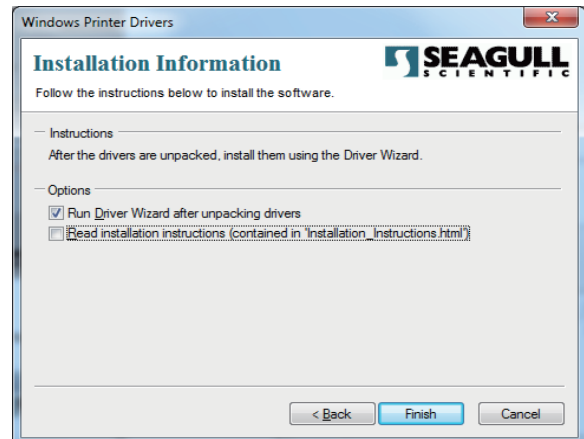 Windows Printer Drivers
Installation Information
SEAGULL
SCIENTIFIC
Follow the instructions below to install the software.
Instructions
After the drivers are unpacked, install them using the Driver Wizard.
Options
Run Driver Wizard after unpacking drivers
Read installation instructions (contained in 'Installation_Instructions.html')
< Back
Finish
Cancel